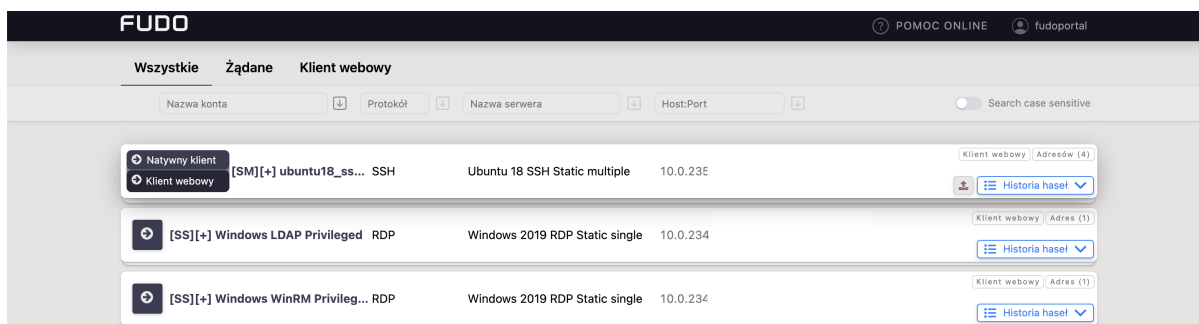 FUDO
POMOC ONLINE fudoportal
Wszystkie Żądane Klient webowy
Nazwa konta Protokół Nazwa serwera Host:Port Search case sensitive
Natywny klient
Klient webowy
[SM][+] ubuntu18_ss... SSH Ubuntu 18 SSH Static multiple 10.0.235
Klient webowy Adresów (4)
Historia haseł
[SS][+] Windows LDAP Privileged RDP Windows 2019 RDP Static single 10.0.234
Klient webowy Adres (1)
Historia haseł
[SS][+] Windows WinRM Privileg... RDP Windows 2019 RDP Static single 10.0.234
Klient webowy Adres (1)
Historia haseł